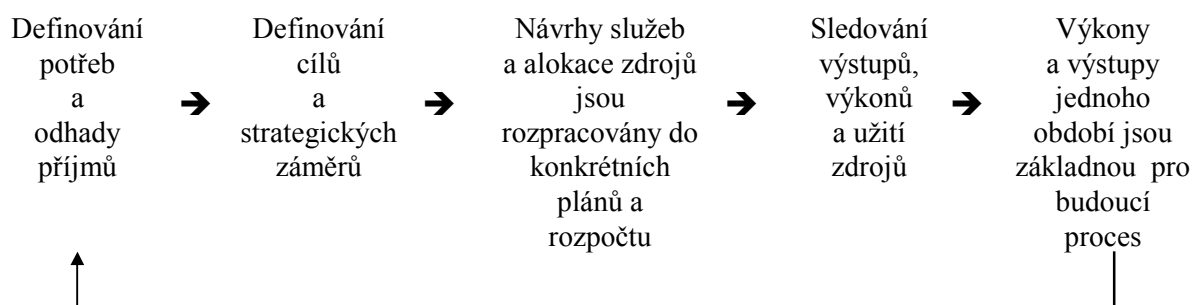 Definování
potřeb
a
odhady
příjmů
➔
Definování
cílů
a
strategických
záměrů
➔
Návrhy služeb
a alokace zdrojů
jsou
rozpracovány do
konkrétních
plánů a
rozpočtu
➔
Sledování
výstupů,
výkonů
a užití
zdrojů
➔
Výkony
a výstupy
jednoho
období jsou
základnou pro
budoucí
proces